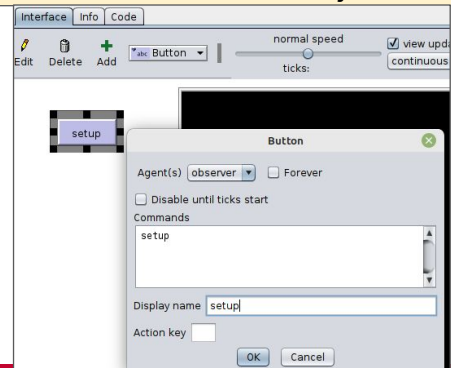 Interface Info Code
normal speed
view upda
Edit Delete Add abc Button
ticks:
continuous
setup
Button
Agent(s) observer Forever
Disable until ticks start
Commands
setup
Display name setup
Action key
OK Cancel